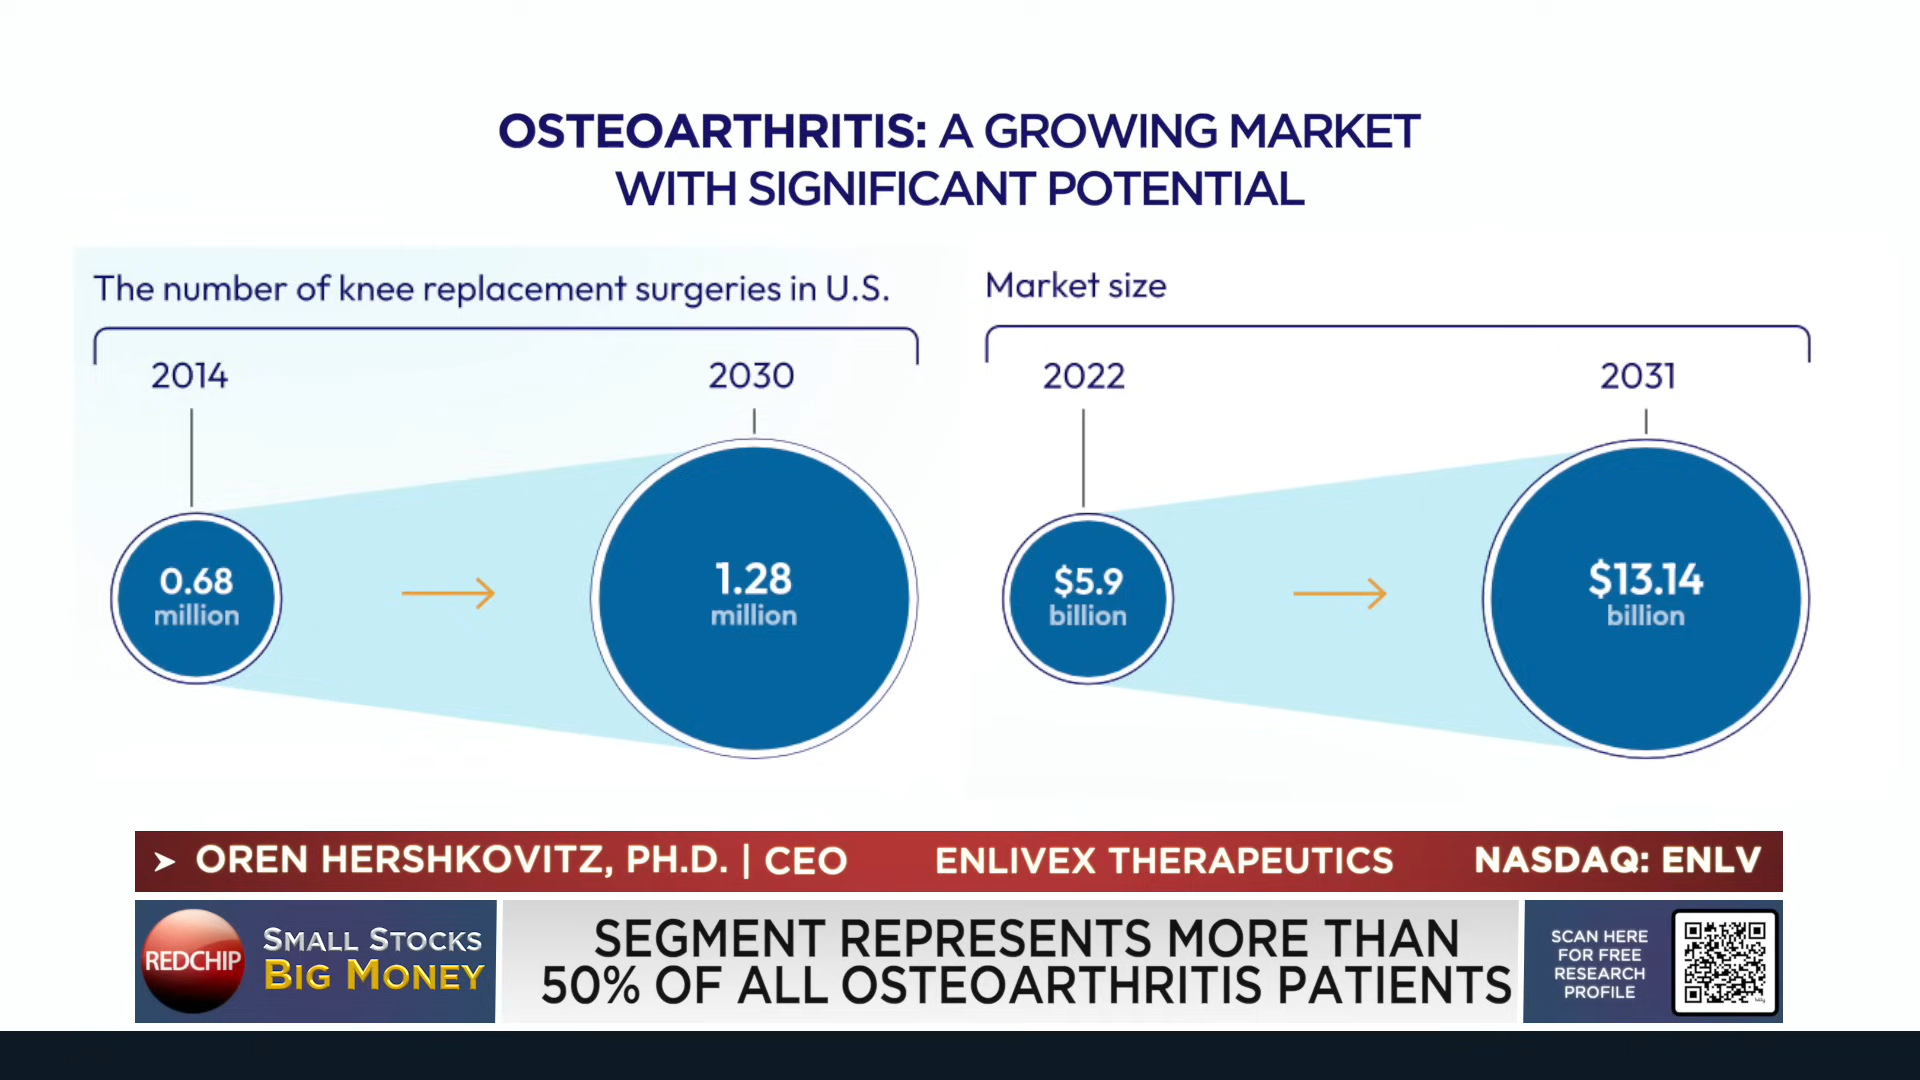 OSTEOARTHRITIS: A GROWING MARKET
WITH SIGNIFICANT POTENTIAL
The number of knee replacement surgeries in U.S.
2014
2030
0.68
million
1.28
million
Market size
2022
2031
$5.9
billion
$13.14
billion
OREN HERSHKOVITZ, PH.D. | CEO ENLIVEX THERAPEUTICS NASDAQ: ENLV
REDCHIP
SMALL STOCKS
BIG MONEY
SEGMENT REPRESENTS MORE THAN
50% OF ALL OSTEOARTHRITIS PATIENTS
SCAN HERE
FOR FREE
RESEARCH
PROFILE